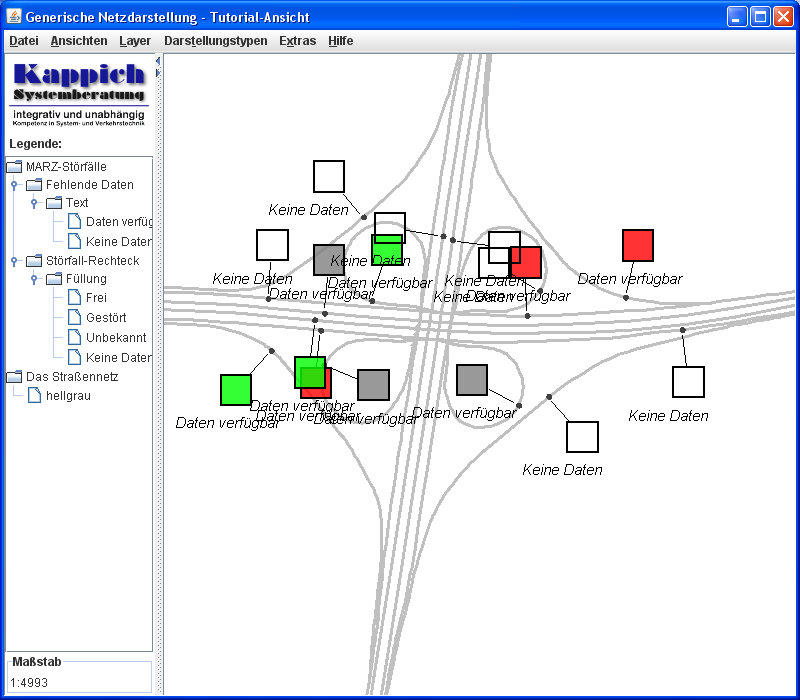 Generische Netzdarstellung - Tutorial-Ansicht
Datei Ansichten Layer Darstellungstypen Extras Hilfe
Kappich
Systemberatung
integrativ und unabhängig
Kompetenz in System- und Verkehrstechnik
Legende:
MARZ-Störfälle
Fehlende Daten
Text
Daten verfüg
Keine Daten
Störfall-Rechteck
Füllung
Frei
Gestört
Unbekannt
Keine Daten
Das Straßennetz
hellgrau
Maßstab
1:4993
Keine Daten
Keine Daten
Keine Daten
Daten verfügbar
Daten verfügbar
Keine Daten
Keine Daten
Daten verfügbar
Daten verfügbar
Daten verfügbar
Daten verfügbar
Daten verfügbar
Daten verfügbar
Daten verfügbar
Keine Daten
Keine Daten